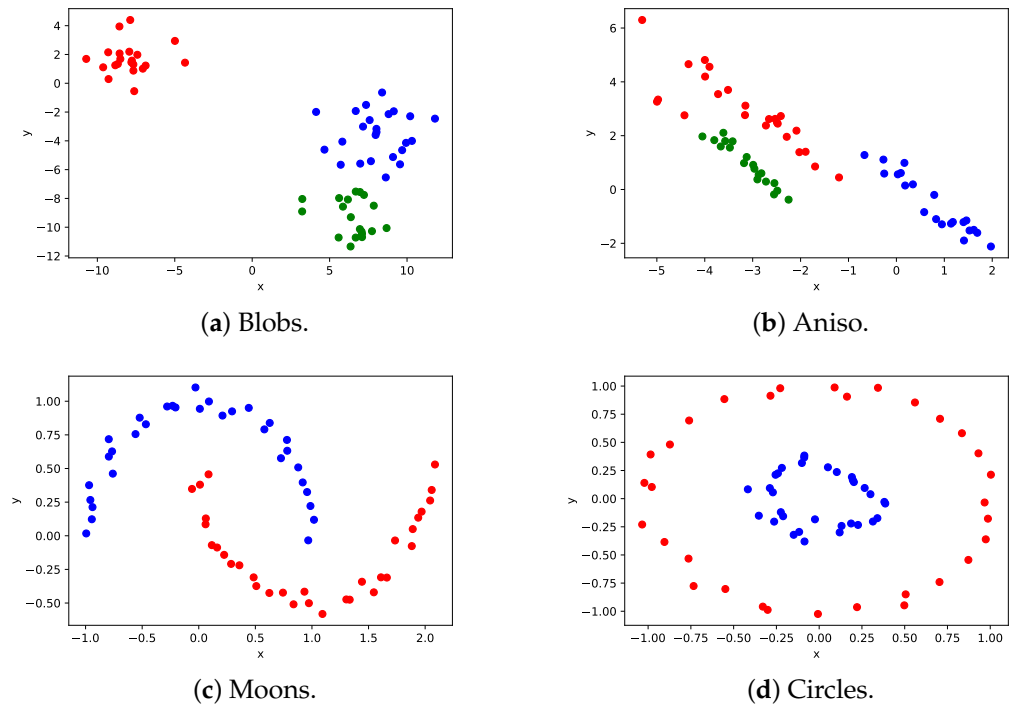 4
2
0
−2
−4
−6
−8
−10
−12
y
−10 −5 0 5 10
x
(a) Blobs.
6
4
2
0
−2
y
−5 −4 −3 −2 −1 0 1 2
x
(b) Aniso.
1.00
0.75
0.50
0.25
0.00
−0.25
−0.50
y
−1.0 −0.5 0.0 0.5 1.0 1.5 2.0
x
(c) Moons.
1.00
0.75
0.50
0.25
0.00
−0.25
−0.50
−0.75
−1.00
y
−1.00 −0.75 −0.50 −0.25 0.00 0.25 0.50 0.75 1.00
x
(d) Circles.